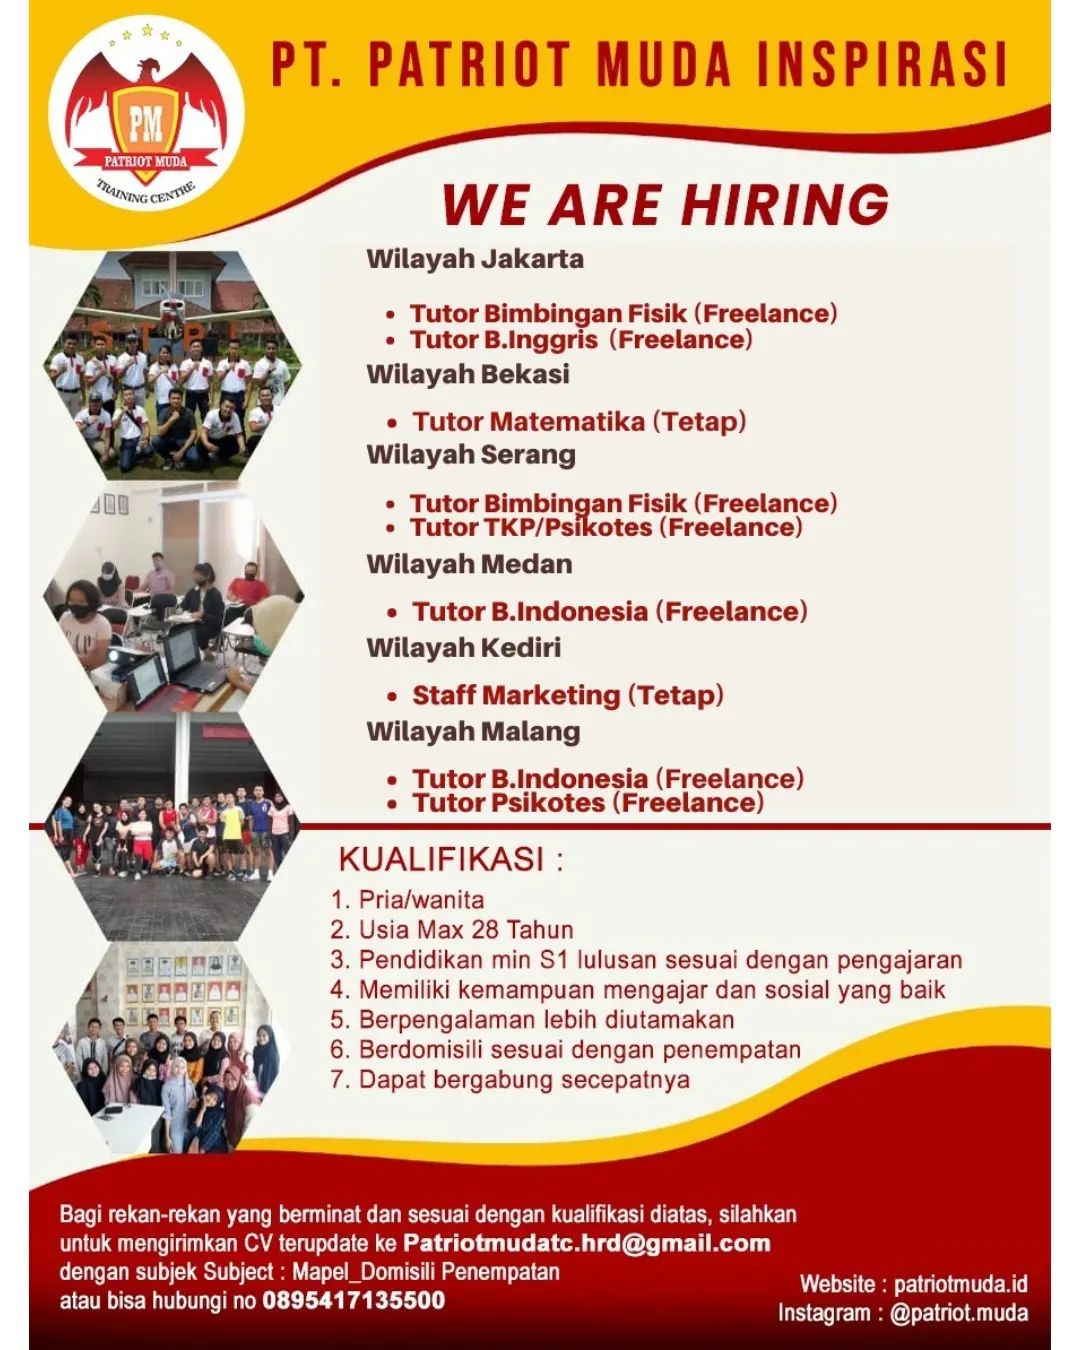 PM
PATRIOT MUDA
TRAINING CENTRE
PT. PATRIOT MUDA INSPIRASI
WE ARE HIRING
Wilayah Jakarta
• Tutor Bimbingan Fisik (Freelance)
• Tutor B.Inggris (Freelance)
Wilayah Bekasi
• Tutor Matematika (Tetap)
Wilayah Serang
• Tutor Bimbingan Fisik (Freelance)
• Tutor TKP/Psikotes (Freelance)
Wilayah Medan
• Tutor B.Indonesia (Freelance)
Wilayah Kediri
• Staff Marketing (Tetap)
Wilayah Malang
• Tutor B.Indonesia (Freelance)
• Tutor Psikotes (Freelance)
KUALIFIKASI :
1. Pria/wanita
2. Usia Max 28 Tahun
3. Pendidikan min S1 lulusan sesuai dengan pengajaran
4. Memiliki kemampuan mengajar dan sosial yang baik
5. Berpengalaman lebih diutamakan
6. Berdomisili sesuai dengan penempatan
7. Dapat bergabung secepatnya
Bagi rekan-rekan yang berminat dan sesuai dengan kualifikasi diatas, silahkan
untuk mengirimkan CV terupdate ke Patriotmudatc.hrd@gmail.com
dengan subjek Subject : Mapel_Domisili Penempatan
atau bisa hubungi no 0895417135500
Website : patriotmuda.id
Instagram : @patriot.muda